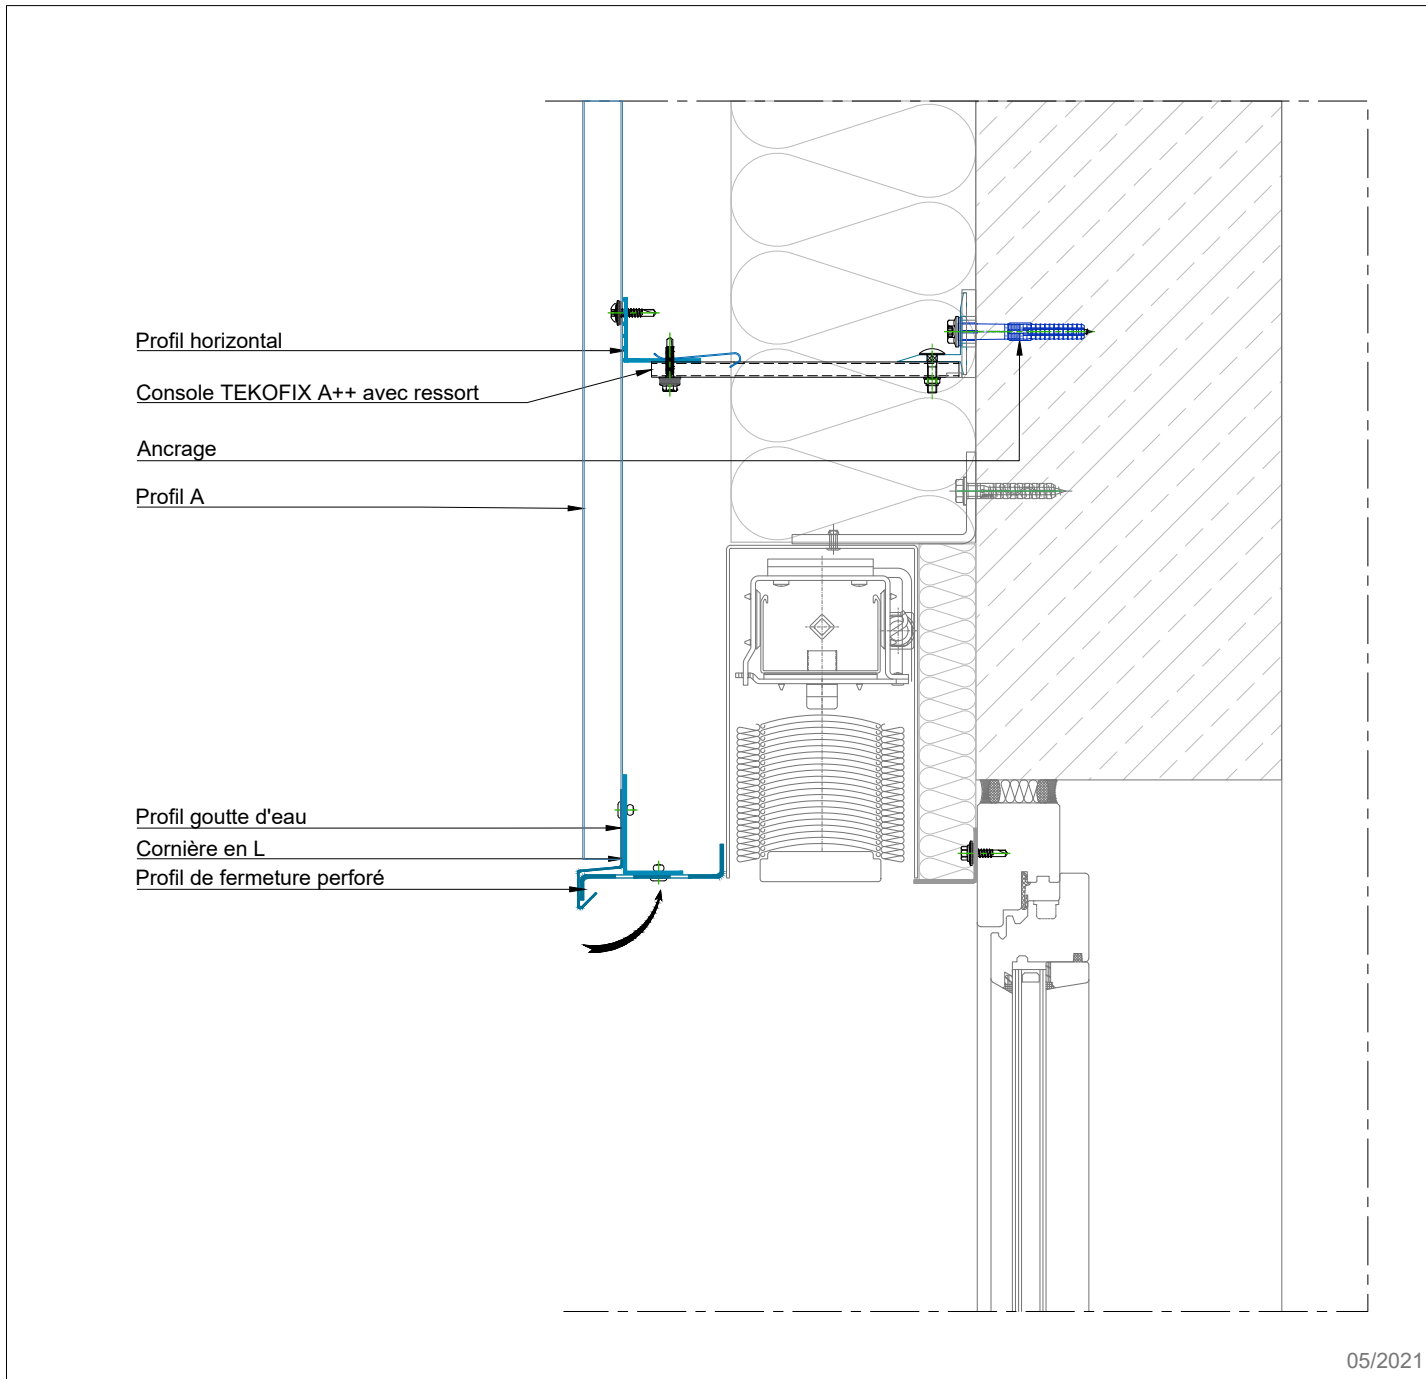 Profil horizontal
Console TEKOFIX A++ avec ressort
Ancrage
Profil A
Profil goutte d'eau
Cornière en L
Profil de fermeture perforé
05/2021